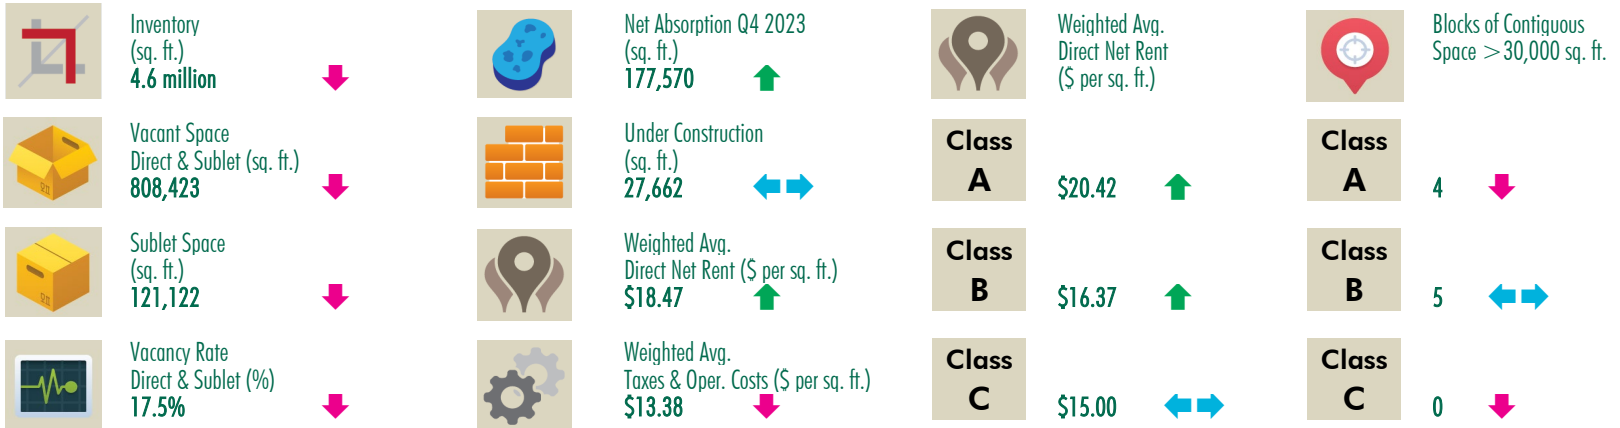 Inventory
(sq. ft.)
4.6 million
Vacant Space
Direct & Sublet (sq. ft.)
808,423
Sublet Space
(sq. ft.)
121,122
Vacancy Rate
Direct & Sublet (%)
17.5%
Net Absorption Q4 2023
(sq. ft.)
177,570
Under Construction
(sq. ft.)
27,662
Weighted Avg.
Direct Net Rent ($ per sq. ft.)
$18.47
Weighted Avg.
Taxes & Oper. Costs ($ per sq. ft.)
$13.38
Weighted Avg.
Direct Net Rent
($ per sq. ft.)
Class
A
$20.42
Class
B
$16.37
Class
C
$15.00
Blocks of Contiguous
Space >30,000 sq. ft.
Class
A
4
Class
B
5
Class
C
0